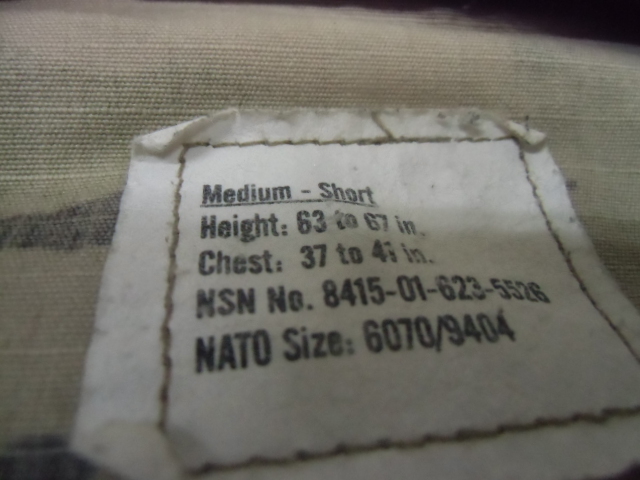 Medium - Short
Height: 63 to 67 in.
Chest: 37 to 41 in.
NSN No. 8415-01-623-5526
NATO Size: 6070/9404